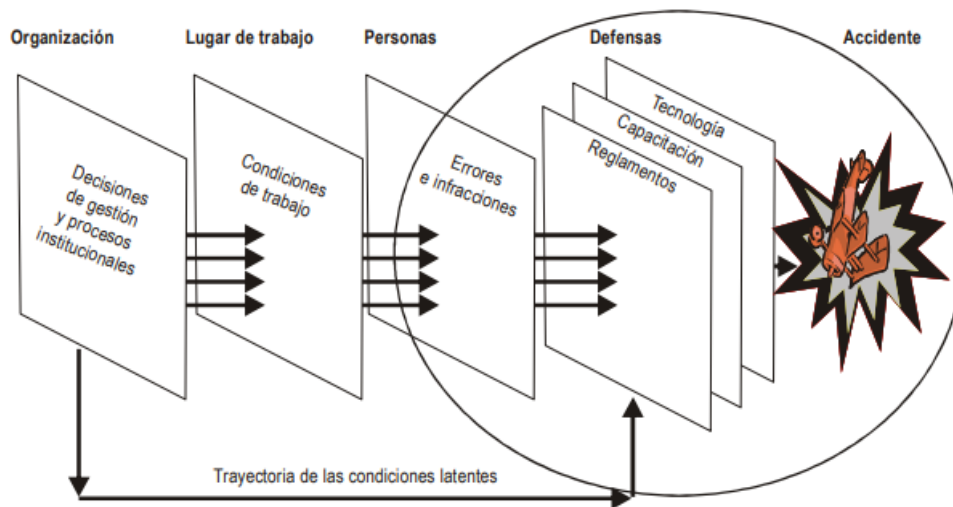 Organización
Lugar de trabajo
Personas
Defensas
Accidente
Decisiones
de gestión
y procesos
institucionales
Condiciones
de trabajo
Errores
e infracciones
Tecnología
Capacitación
Reglamentos
Trayectoria de las condiciones latentes